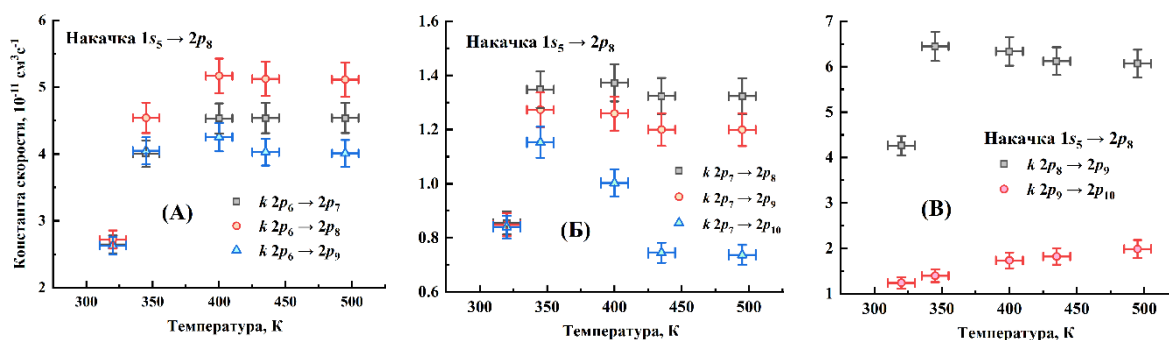 Константа скорости, 10⁻¹¹ см³с⁻¹
6
5
4
3
2
Накачка 1s₅ → 2p₈
k 2p₆ → 2p₇
k 2p₆ → 2p₈
k 2p₆ → 2p₉
(А)
300 350 400 450 500
Температура, К
1.6
1.4
1.2
1.0
0.8
0.6
Накачка 1s₅ → 2p₈
k 2p₇ → 2p₈
k 2p₇ → 2p₉
k 2p₇ → 2p₁₀
(Б)
300 350 400 450 500
Температура, К
8
7
6
5
4
3
2
1
Накачка 1s₅ → 2p₈
k 2p₈ → 2p₉
k 2p₉ → 2p₁₀
(В)
300 350 400 450 500
Температура, К